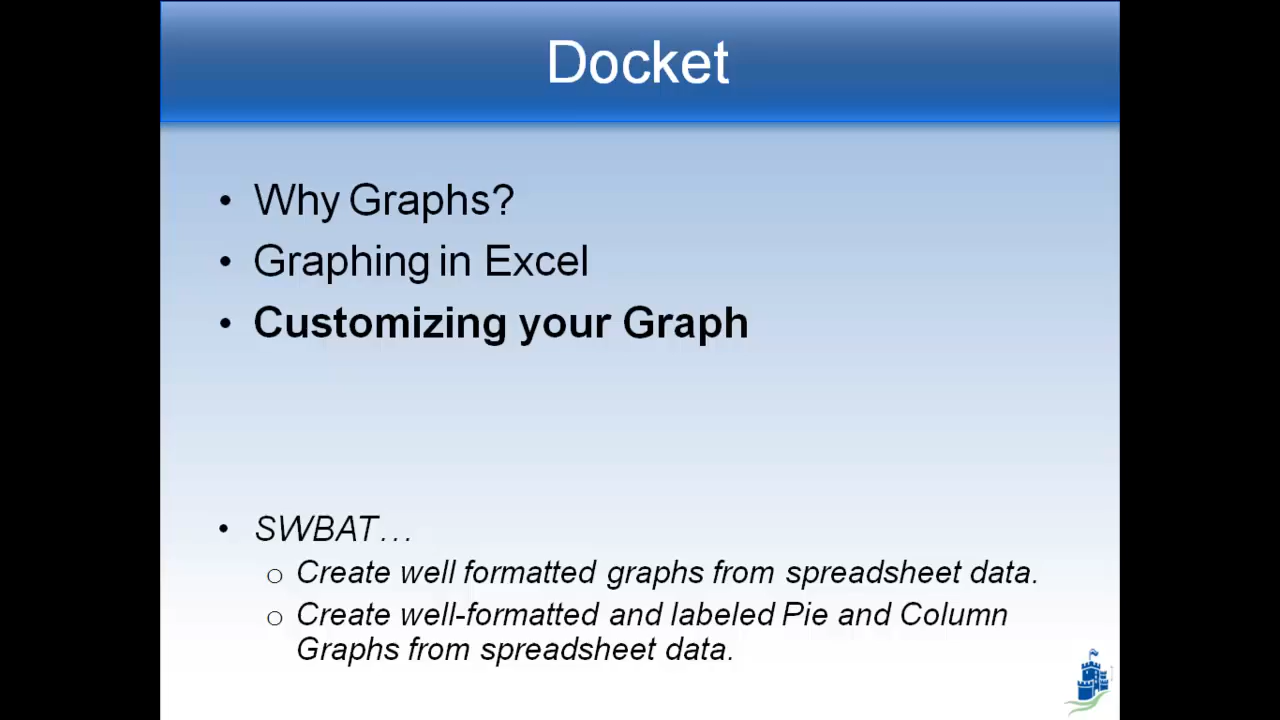 Docket
• Why Graphs?
• Graphing in Excel
• Customizing your Graph
• SWBAT…
o Create well formatted graphs from spreadsheet data.
o Create well-formatted and labeled Pie and Column
Graphs from spreadsheet data.